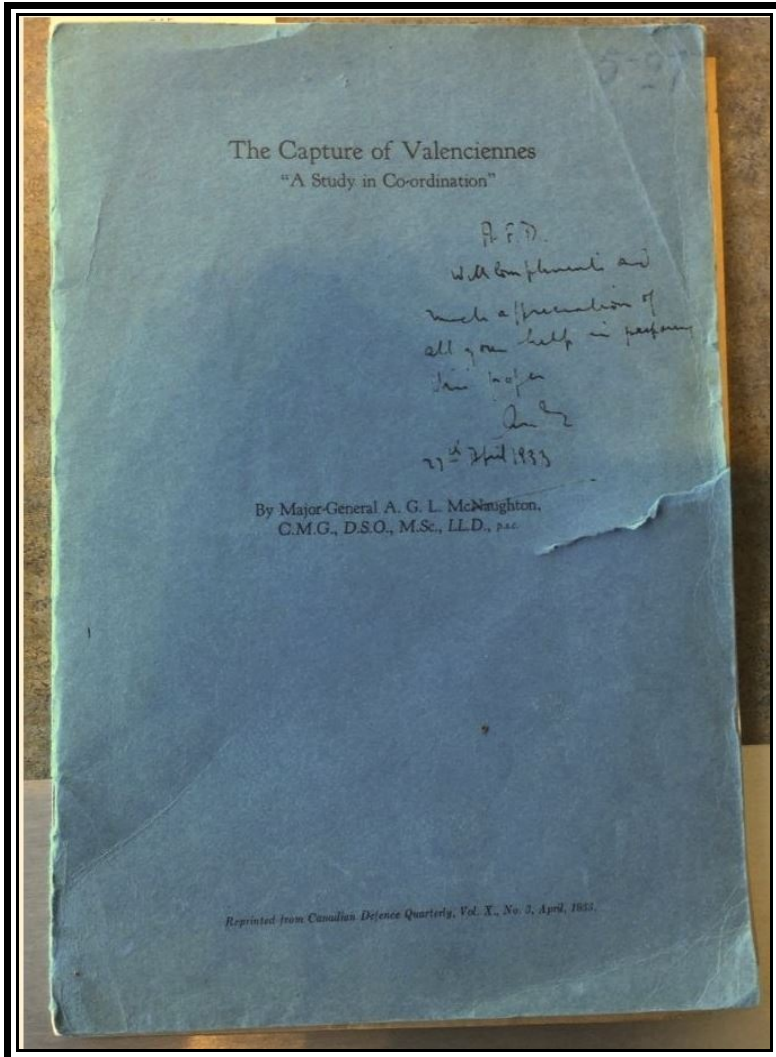 The Capture of Valenciennes
"A Study in Co-ordination"
A.F.D.
With Compliments and
much appreciation of
all your help in preparing
this paper
27th April 1933
By Major-General A. G. L. McNaughton,
C.M.G., D.S.O., M.Sc., LL.D., p.s.c.
Reprinted from Canadian Defence Quarterly, Vol. X., No. 3, April, 1933.